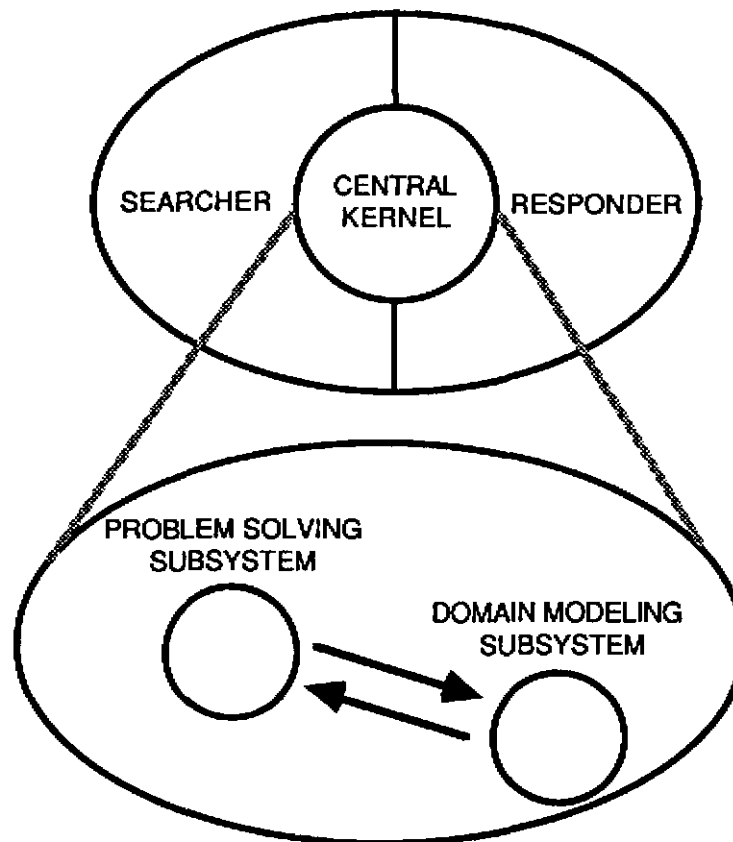 SEARCHER
CENTRAL
KERNEL
RESPONDER
PROBLEM SOLVING
SUBSYSTEM
DOMAIN MODELING
SUBSYSTEM